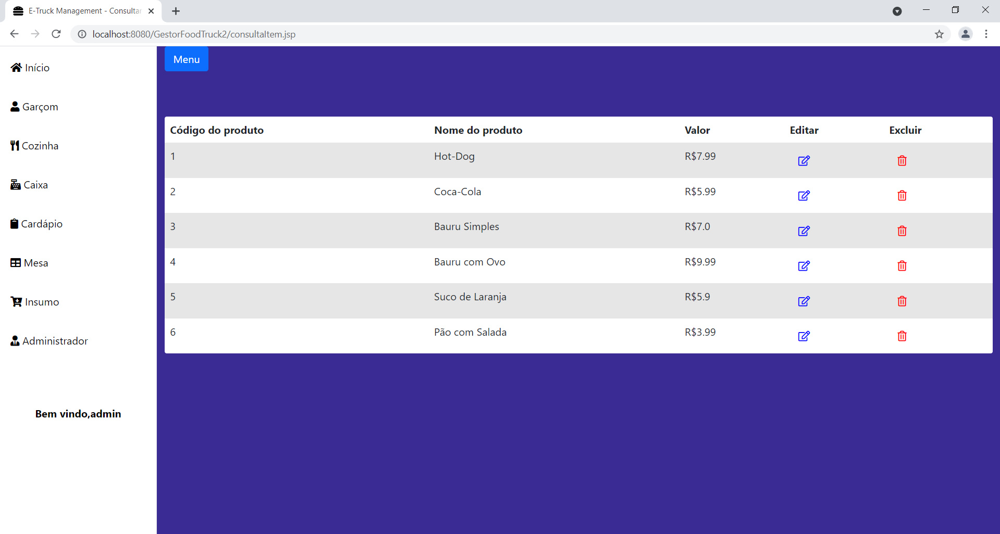 E-Truck Management - Consultar
localhost:8080/GestorFoodTruck2/consultaItem.jsp
Início
Garçom
Cozinha
Caixa
Cardápio
Mesa
Insumo
Administrador
Bem vindo,admin
Menu
Código do produto Nome do produto Valor Editar Excluir
1 Hot-Dog R$7.99
2 Coca-Cola R$5.99
3 Bauru Simples R$7.0
4 Bauru com Ovo R$9.99
5 Suco de Laranja R$5.9
6 Pão com Salada R$3.99